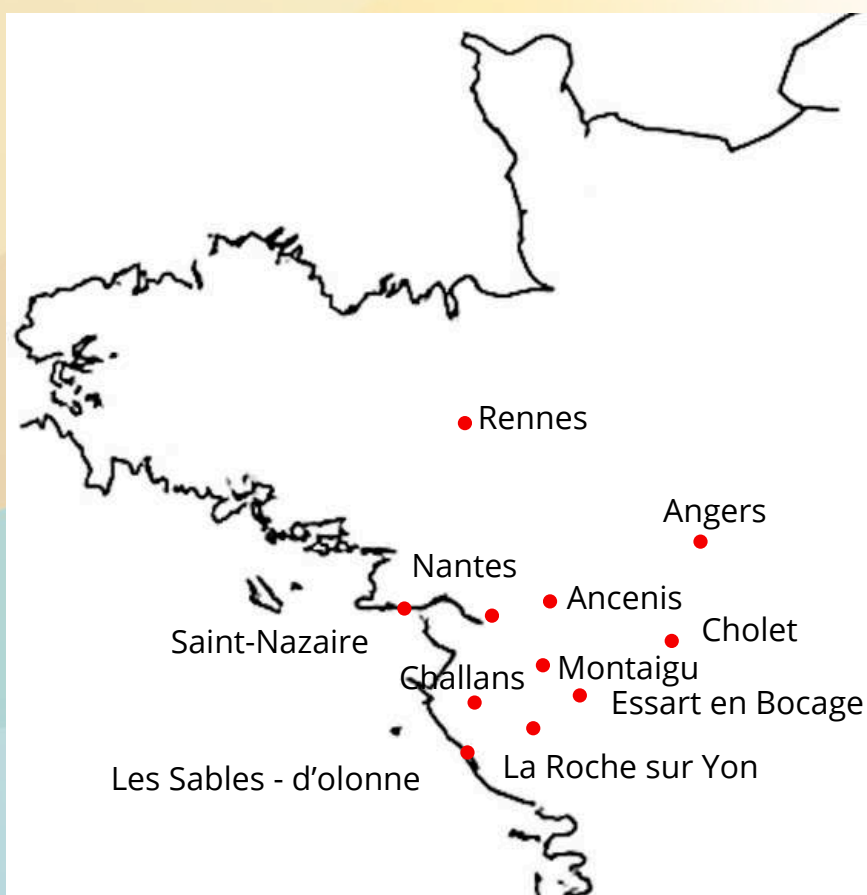 Rennes
Angers
Nantes
Ancenis
Cholet
Saint-Nazaire
Montaigu
Challans
Essart en Bocage
La Roche sur Yon
Les Sables - d'olonne